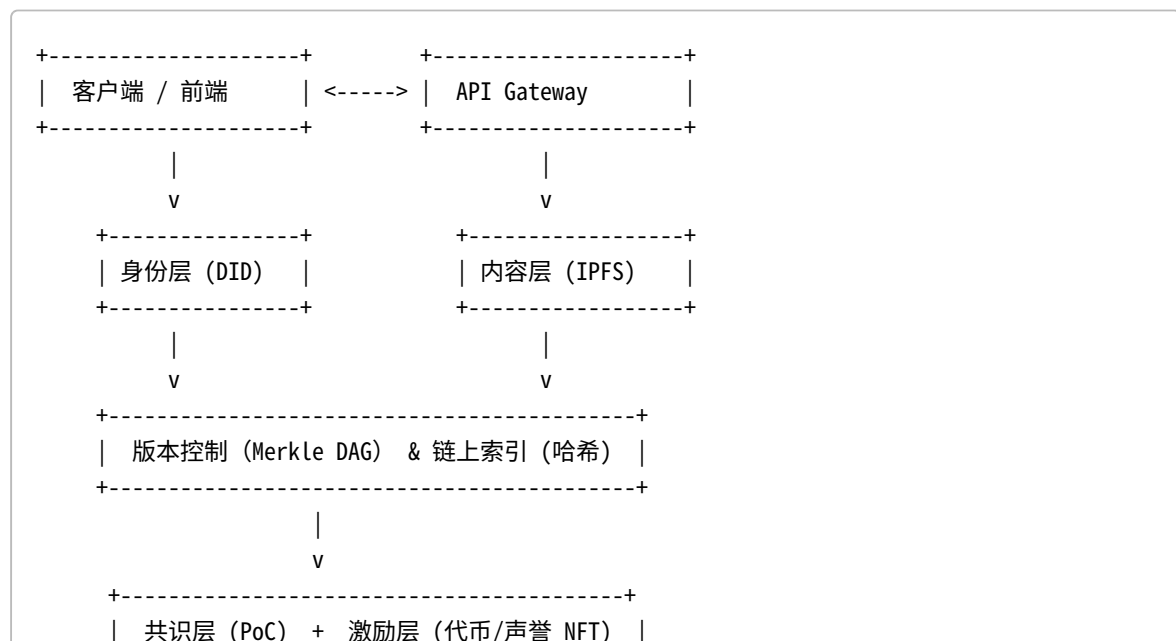 +---------------------+ +---------------------+
| 客户端 / 前端 | <-----> | API Gateway |
+---------------------+ +---------------------+
| |
v v
+----------------+ +------------------+
| 身份层 (DID) | | 内容层 (IPFS) |
+----------------+ +------------------+
| |
v v
+--------------------------------------------+
| 版本控制（Merkle DAG） & 链上索引 (哈希) |
+--------------------------------------------+
|
v
+------------------------------------------+
| 共识层 (PoC) + 激励层 (代币/声誉 NFT) |